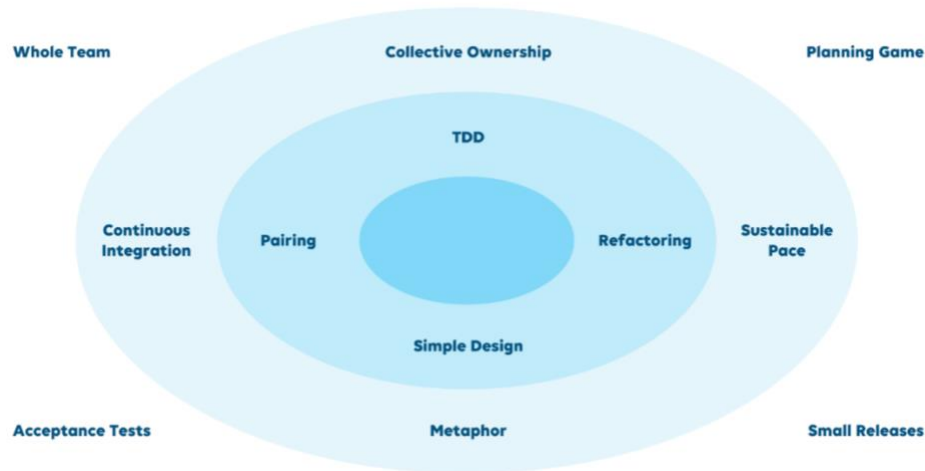 Whole Team
Collective Ownership
Planning Game
TDD
Continuous
Integration
Pairing
Refactoring
Sustainable
Pace
Simple Design
Acceptance Tests
Metaphor
Small Releases